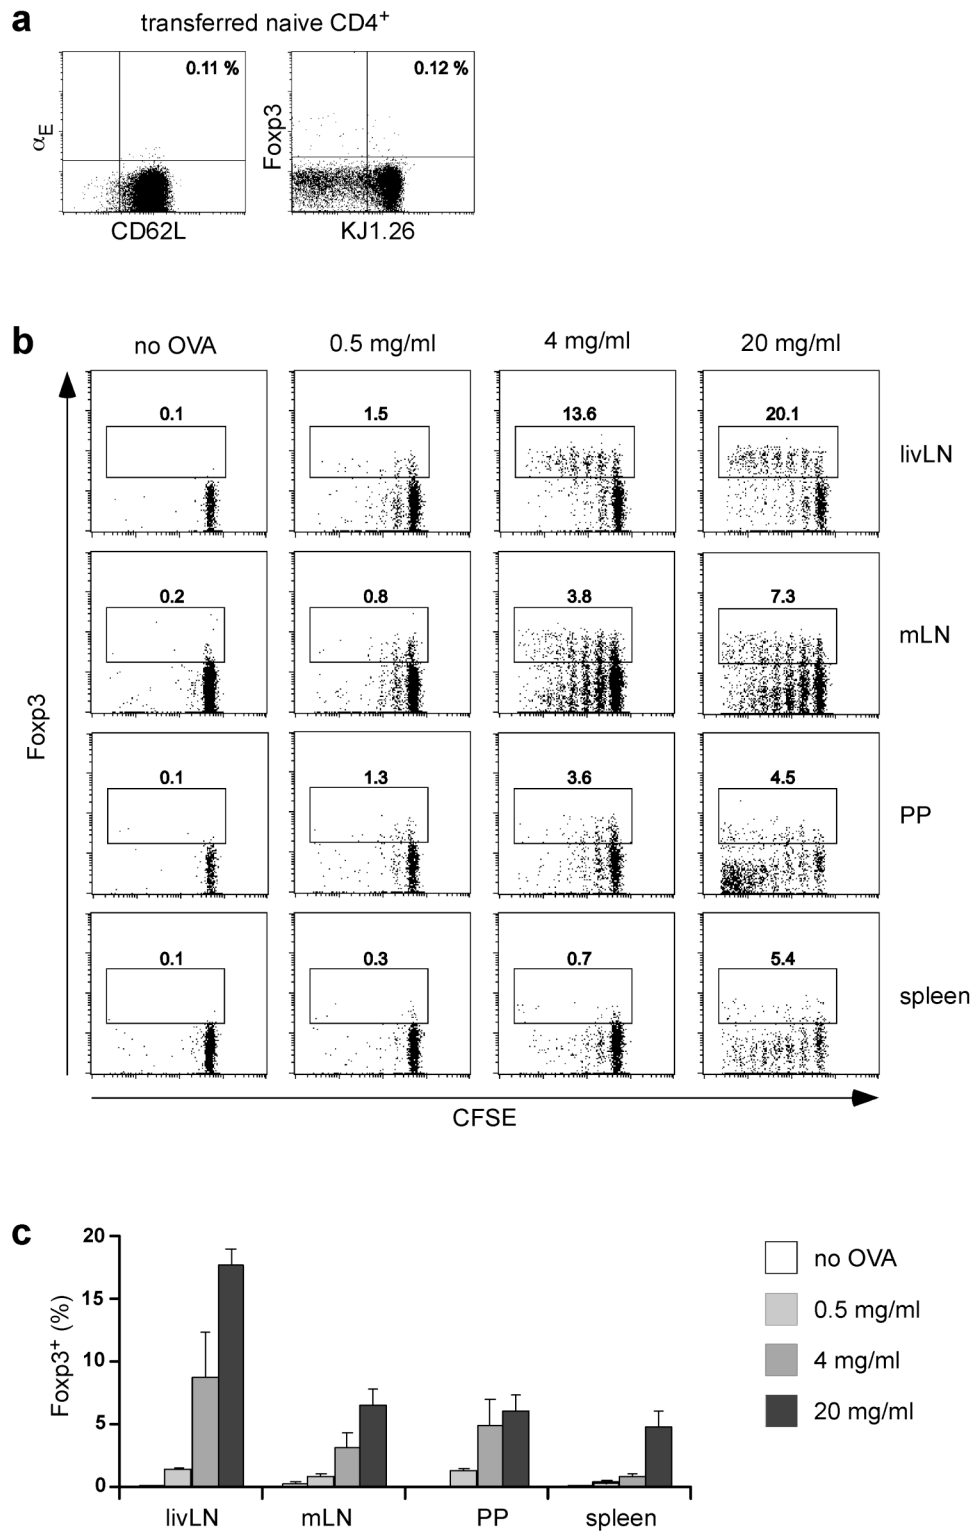 a
transferred naive CD4+
0.11 %
0.12 %
αE
Foxp3
CD62L
KJ1.26
b
no OVA
0.5 mg/ml
4 mg/ml
20 mg/ml
0.1
1.5
13.6
20.1
livLN
0.2
0.8
3.8
7.3
mLN
Foxp3
0.1
1.3
3.6
4.5
PP
0.1
0.3
0.7
5.4
spleen
CFSE
c
20
15
10
5
0
Foxp3+ (%)
livLN
mLN
PP
spleen
no OVA
0.5 mg/ml
4 mg/ml
20 mg/ml